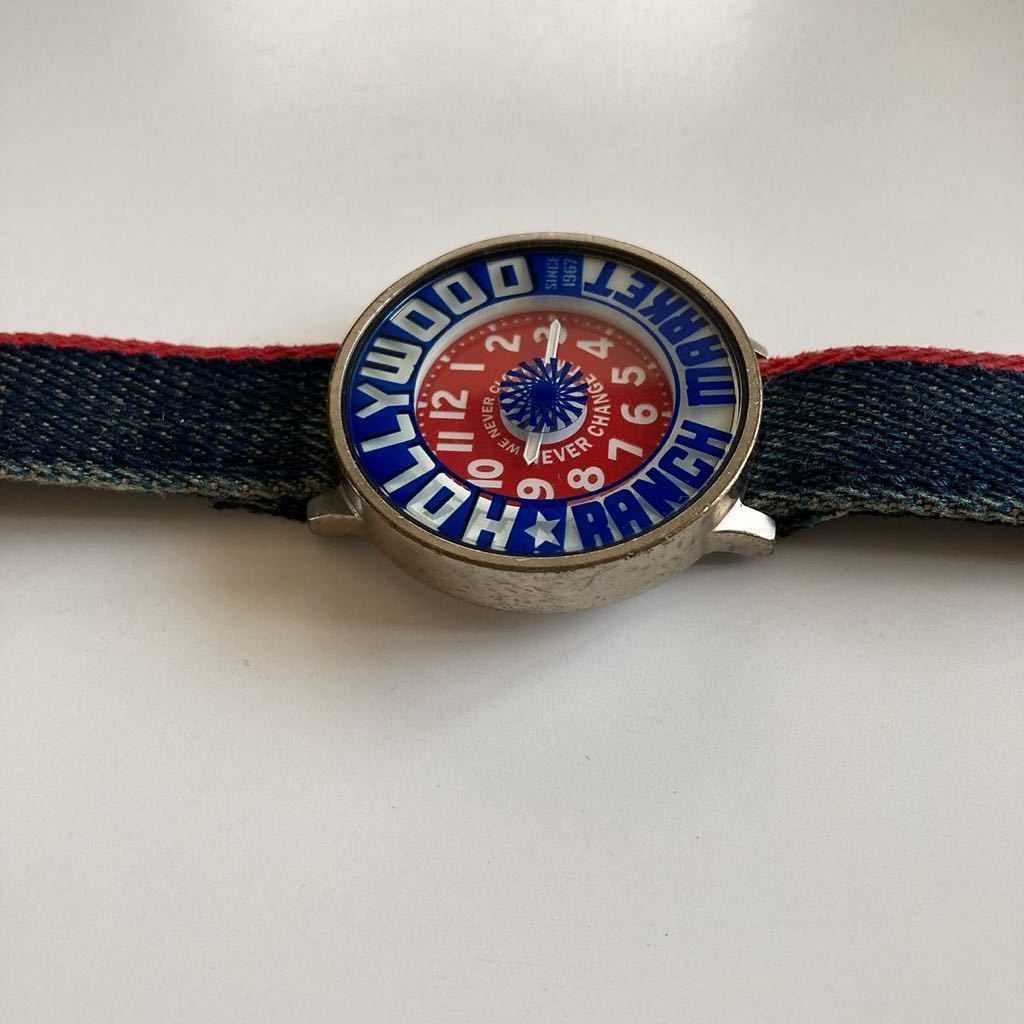 HOLLYWOOD
RANCH MARKET
SINCE
1967
12
1
2
3
4
5
6
7
8
9
10
11
WE NEVER
NEVER CHANGE